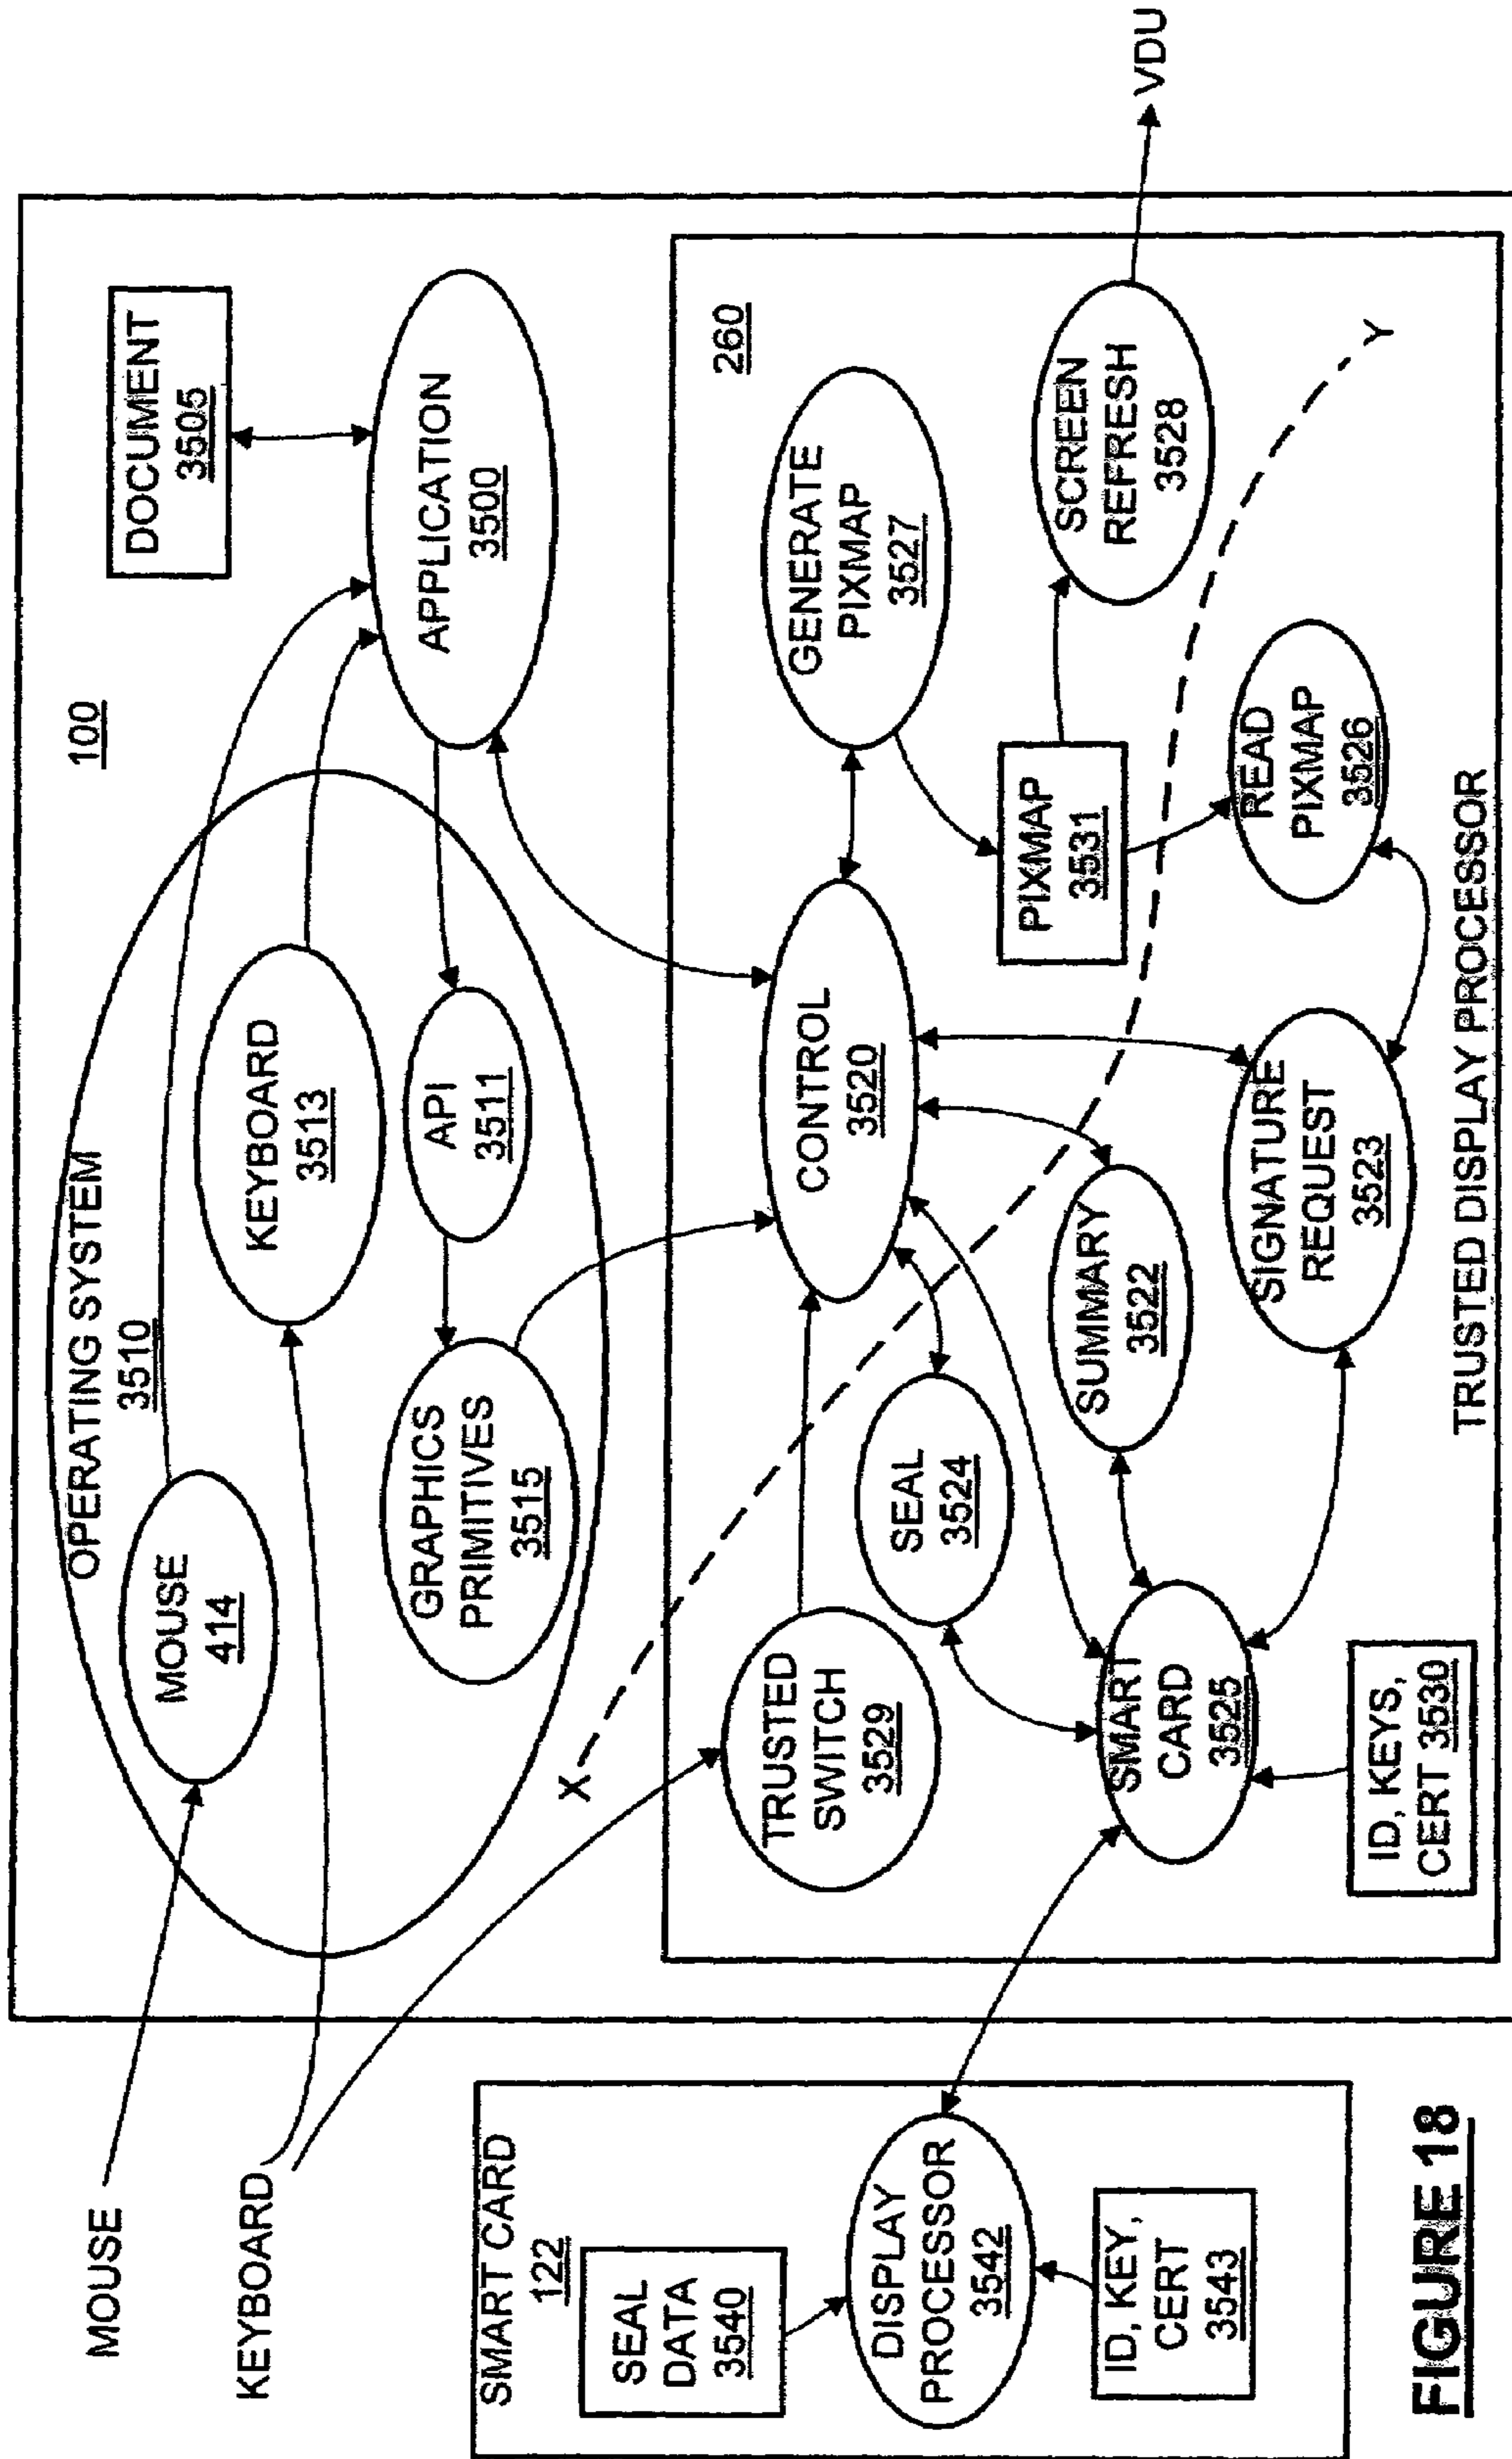 MOUSE
KEYBOARD
SMART CARD
122
SEAL
DATA
3540
DISPLAY
PROCESSOR
3542
ID, KEY,
CERT
3543
100
OPERATING SYSTEM
3510
MOUSE
414
KEYBOARD
3513
API
3511
GRAPHICS
PRIMITIVES
3515
DOCUMENT
3505
APPLICATION
3500
X
Y
260
TRUSTED
SWITCH
3529
CONTROL
3520
GENERATE
PIXMAP
3527
SEAL
3524
PIXMAP
3531
SCREEN
REFRESH
3528
VDU
SMART
CARD
3525
SUMMARY
3522
SIGNATURE
REQUEST
3523
READ
PIXMAP
3526
ID, KEYS,
CERT 3530
TRUSTED DISPLAY PROCESSOR
FIGURE 18